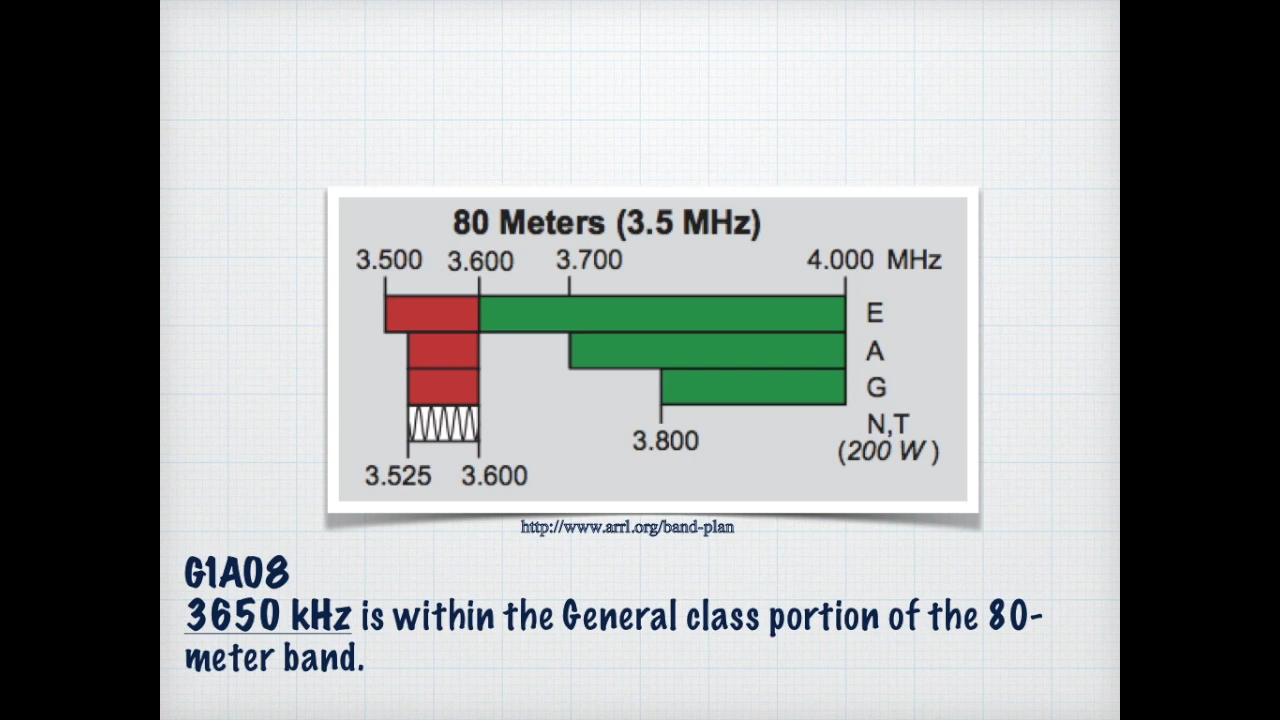 80 Meters (3.5 MHz)
3.500 3.600 3.700 4.000 MHz
E
A
G
N,T
3.800
(200 W )
3.525 3.600
http://www.arrl.org/band-plan
G1A08
3650 kHz is within the General class portion of the 80-
meter band.